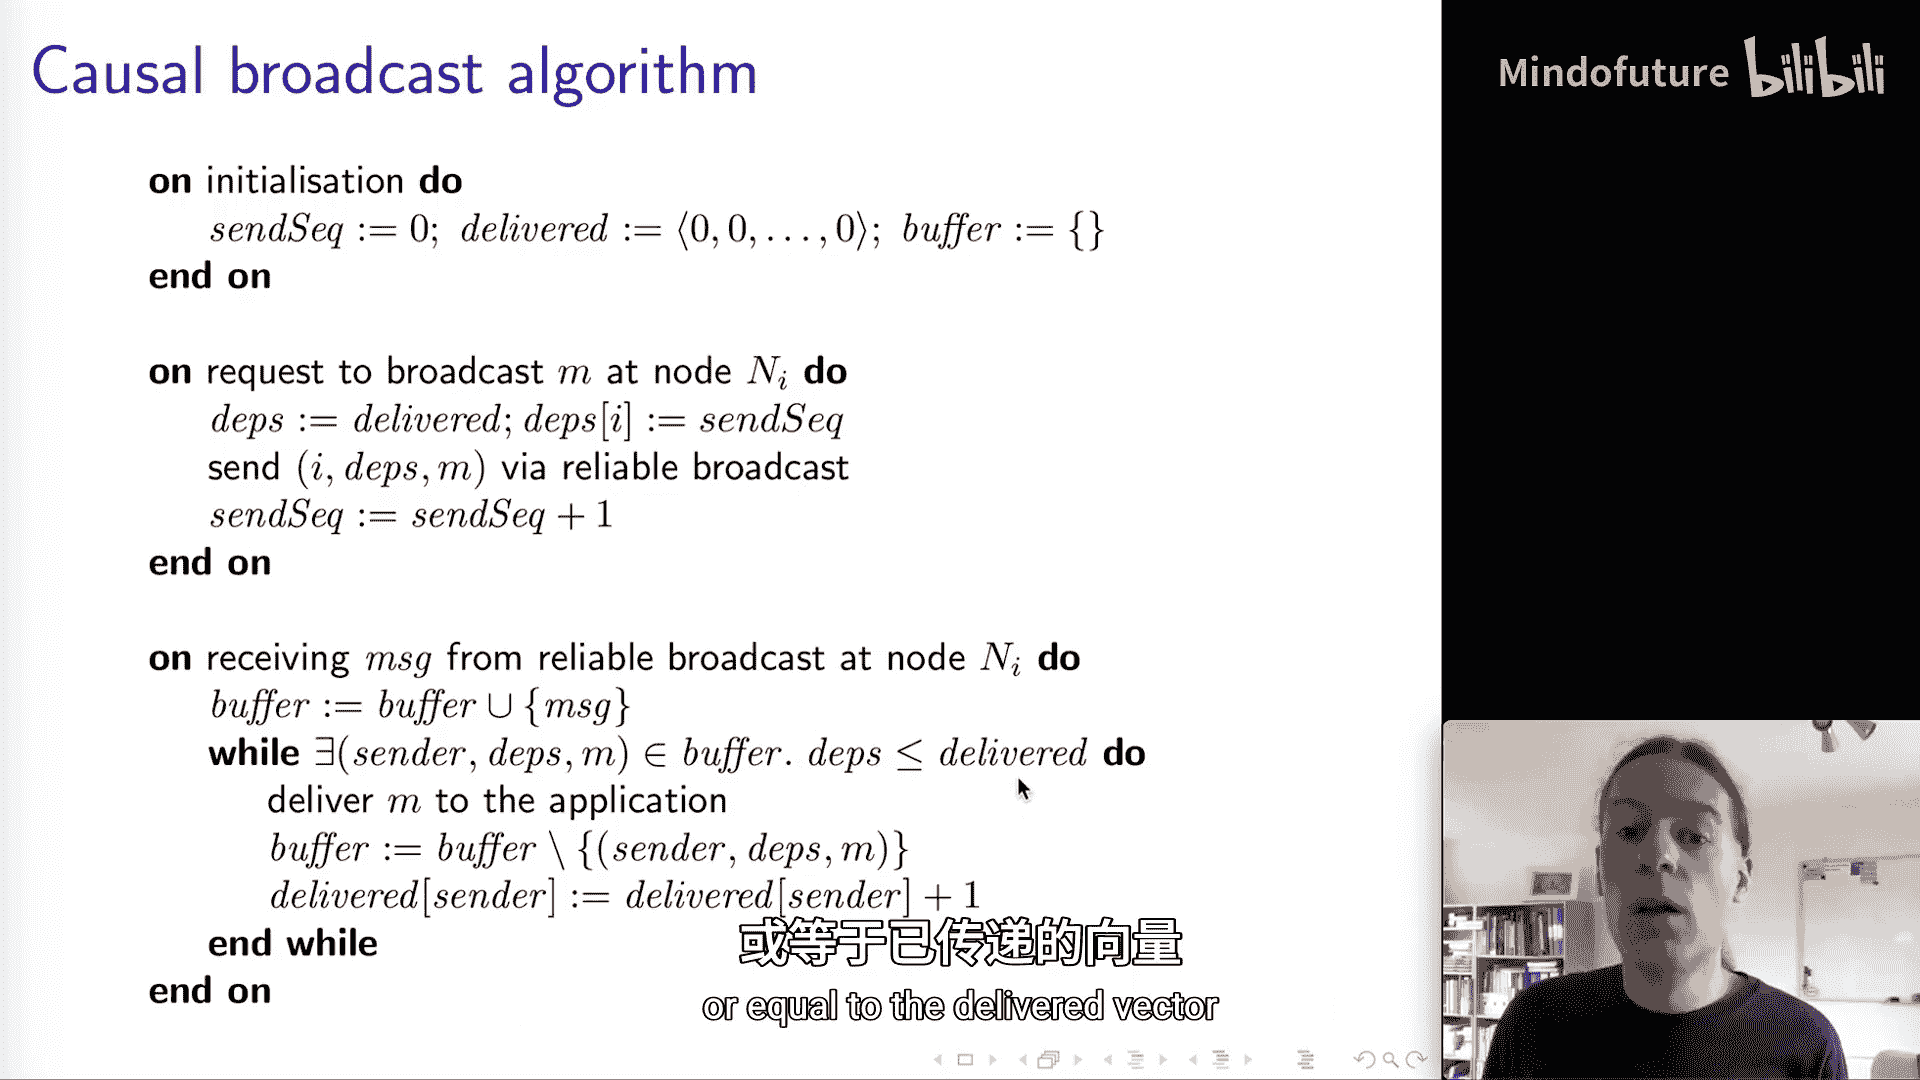 Causal broadcast algorithm
Mindofuture bilibili
on initialisation do
sendSeq := 0; delivered := ⟨0, 0, . . . , 0⟩; buffer := {}
end on
on request to broadcast m at node Nᵢ do
deps := delivered; deps[i] := sendSeq
send (i, deps, m) via reliable broadcast
sendSeq := sendSeq + 1
end on
on receiving msg from reliable broadcast at node Nᵢ do
buffer := buffer ∪ {msg}
while ∃(sender, deps, m) ∈ buffer. deps ≤ delivered do
deliver m to the application
buffer := buffer \ {(sender, deps, m)}
delivered[sender] := delivered[sender] + 1
end while
end on
或等于已传递的向量
or equal to the delivered vector